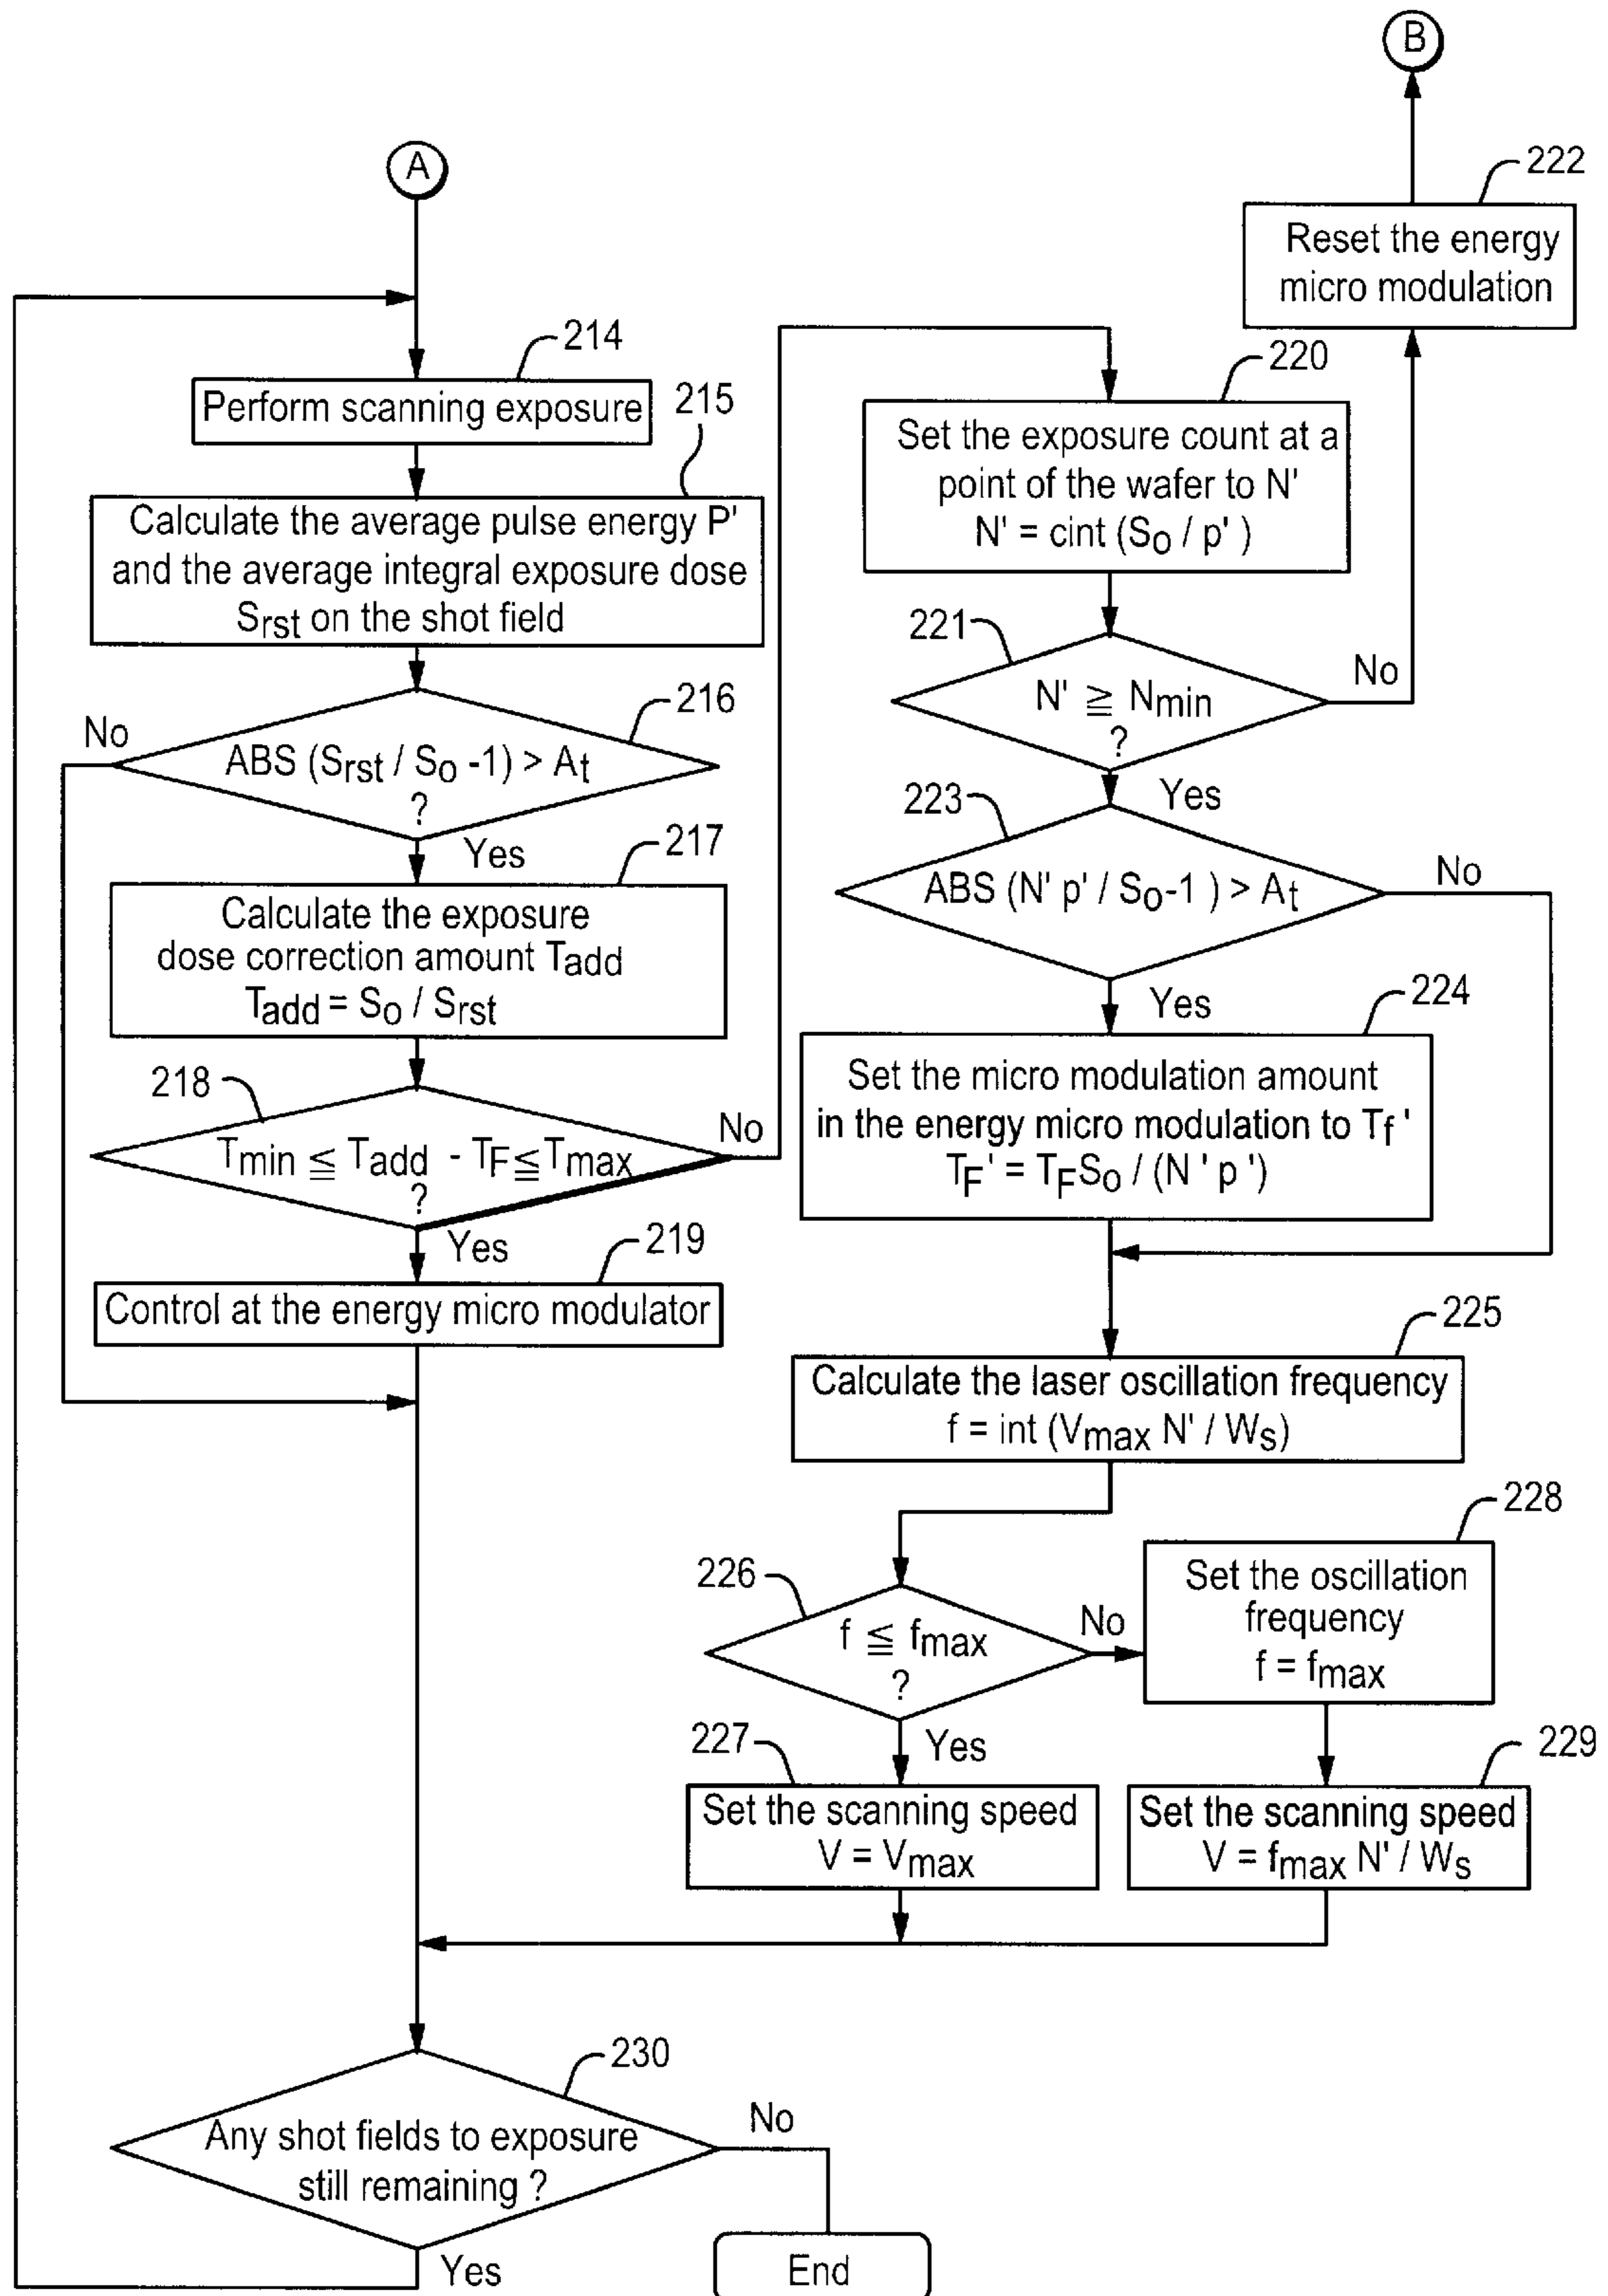 B
A
222
Reset the energy
micro modulation
214
Perform scanning exposure
215
Calculate the average pulse energy P'
and the average integral exposure dose
Srst on the shot field
216
No
ABS (Srst / So -1) > At
?
Yes
217
Calculate the exposure
dose correction amount Tadd
Tadd = So / Srst
218
Tmin ≦ Tadd - TF≦Tmax
?
No
Yes
219
Control at the energy micro modulator
220
Set the exposure count at a
point of the wafer to N'
N' = cint (So / p' )
221
N' ≧ Nmin
?
No
Yes
223
ABS (N' p' / So-1 ) > At
No
Yes
224
Set the micro modulation amount
in the energy micro modulation to Tf '
TF' = TFSo / (N ' p ')
225
Calculate the laser oscillation frequency
f = int (Vmax N' / Ws)
226
f ≦ fmax
?
No
Yes
228
Set the oscillation
frequency
f = fmax
227
Set the scanning speed
V = Vmax
229
Set the scanning speed
V = fmax N' / Ws
230
Any shot fields to exposure
still remaining ?
No
Yes
End